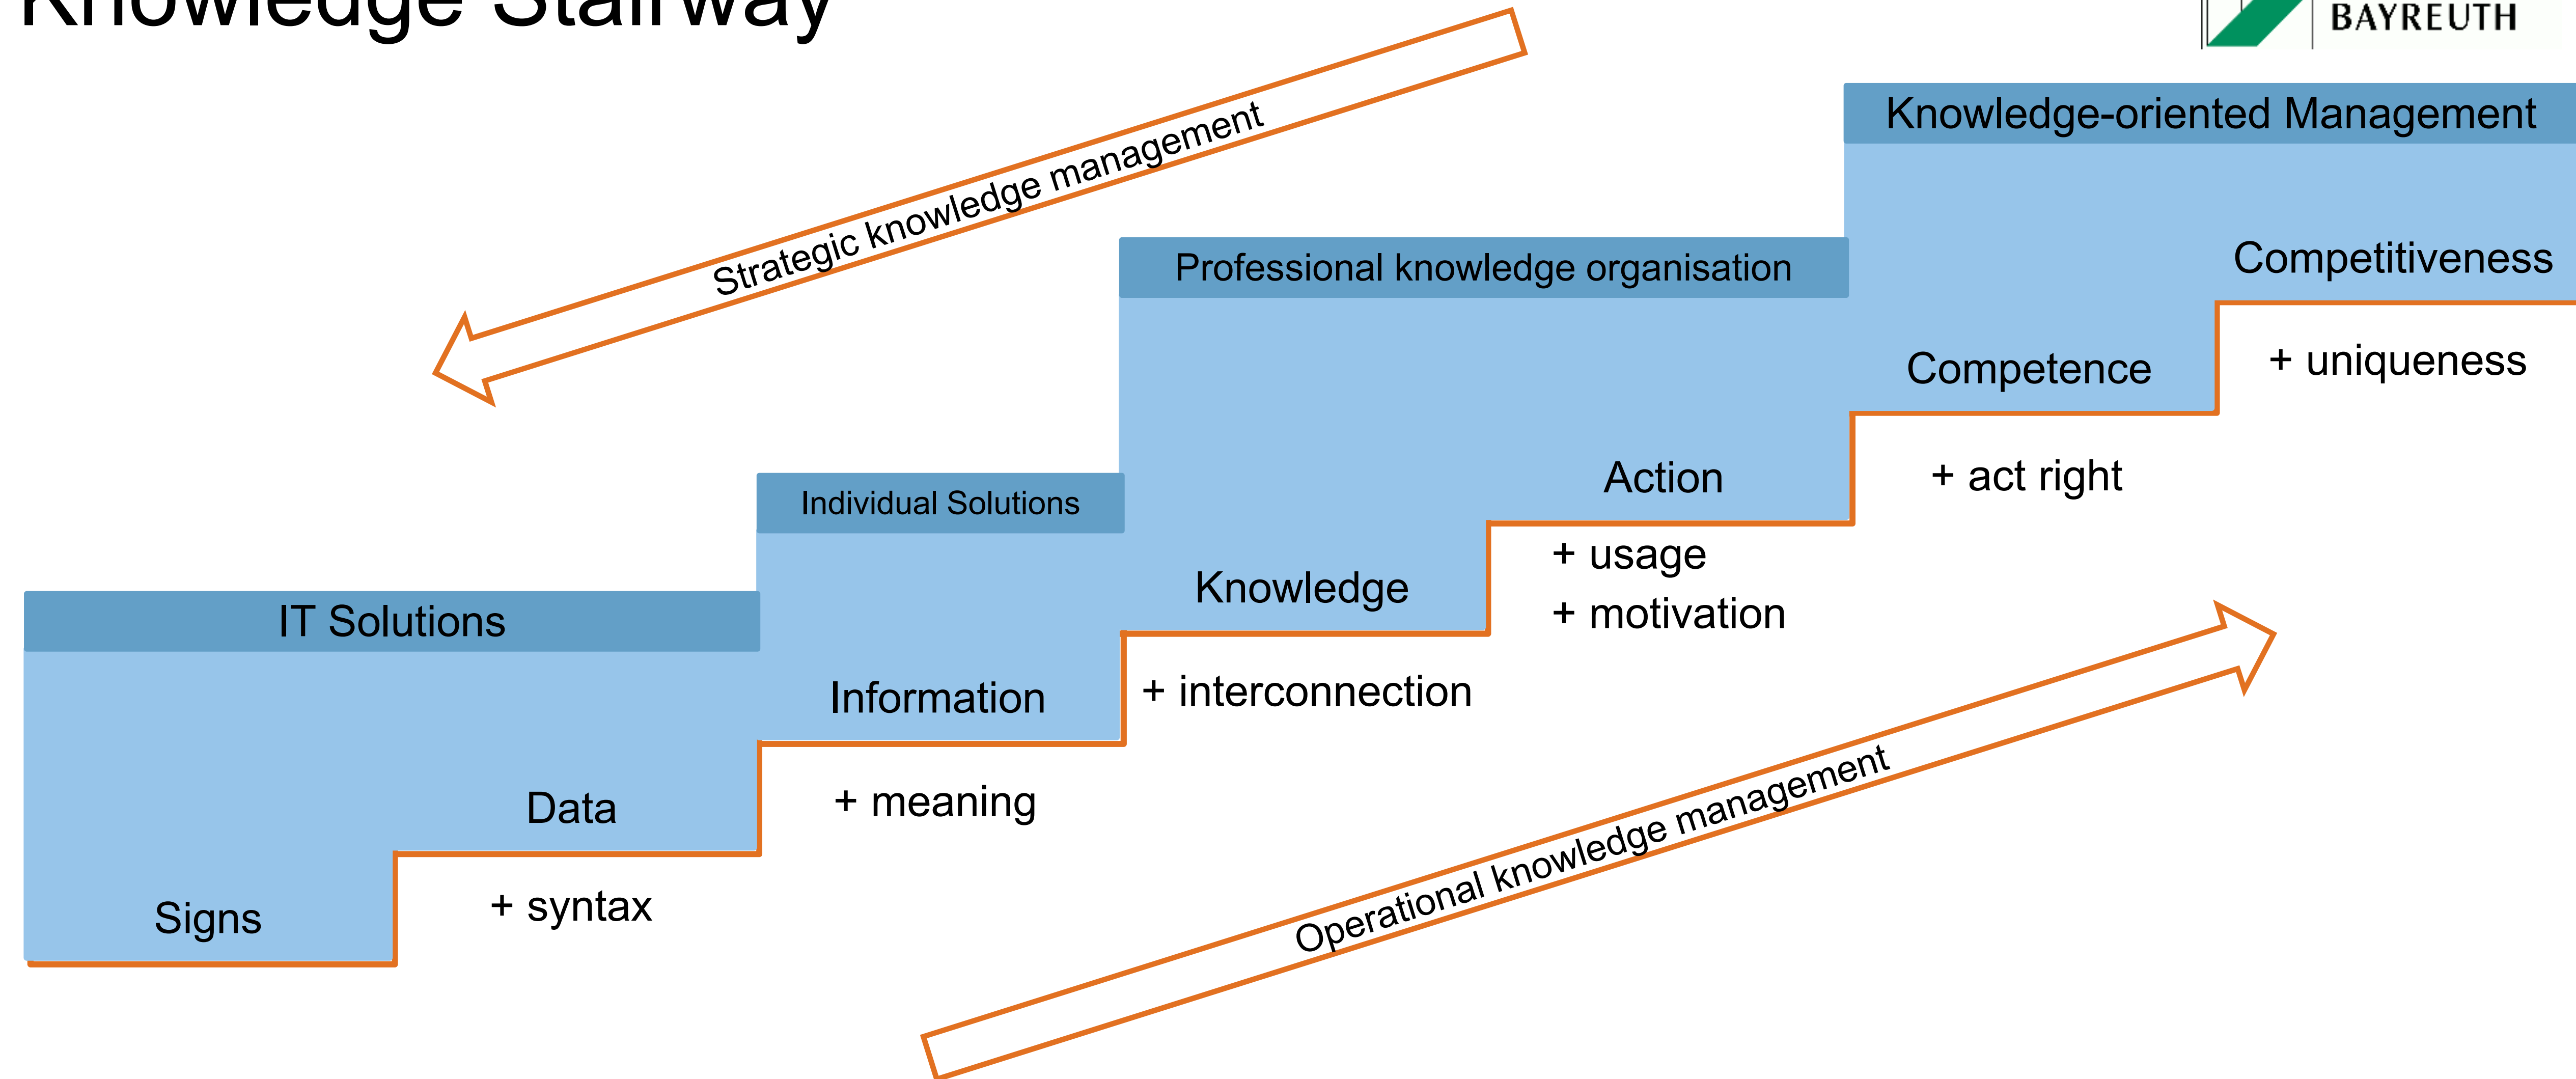 Knowledge Stairway
BAYREUTH
Strategic knowledge management
Knowledge-oriented Management
Professional knowledge organisation
Competitiveness
Competence
+ uniqueness
Action
+ act right
Individual Solutions
Knowledge
+ usage
+ motivation
IT Solutions
Information
+ interconnection
Data
+ meaning
Signs
+ syntax
Operational knowledge management